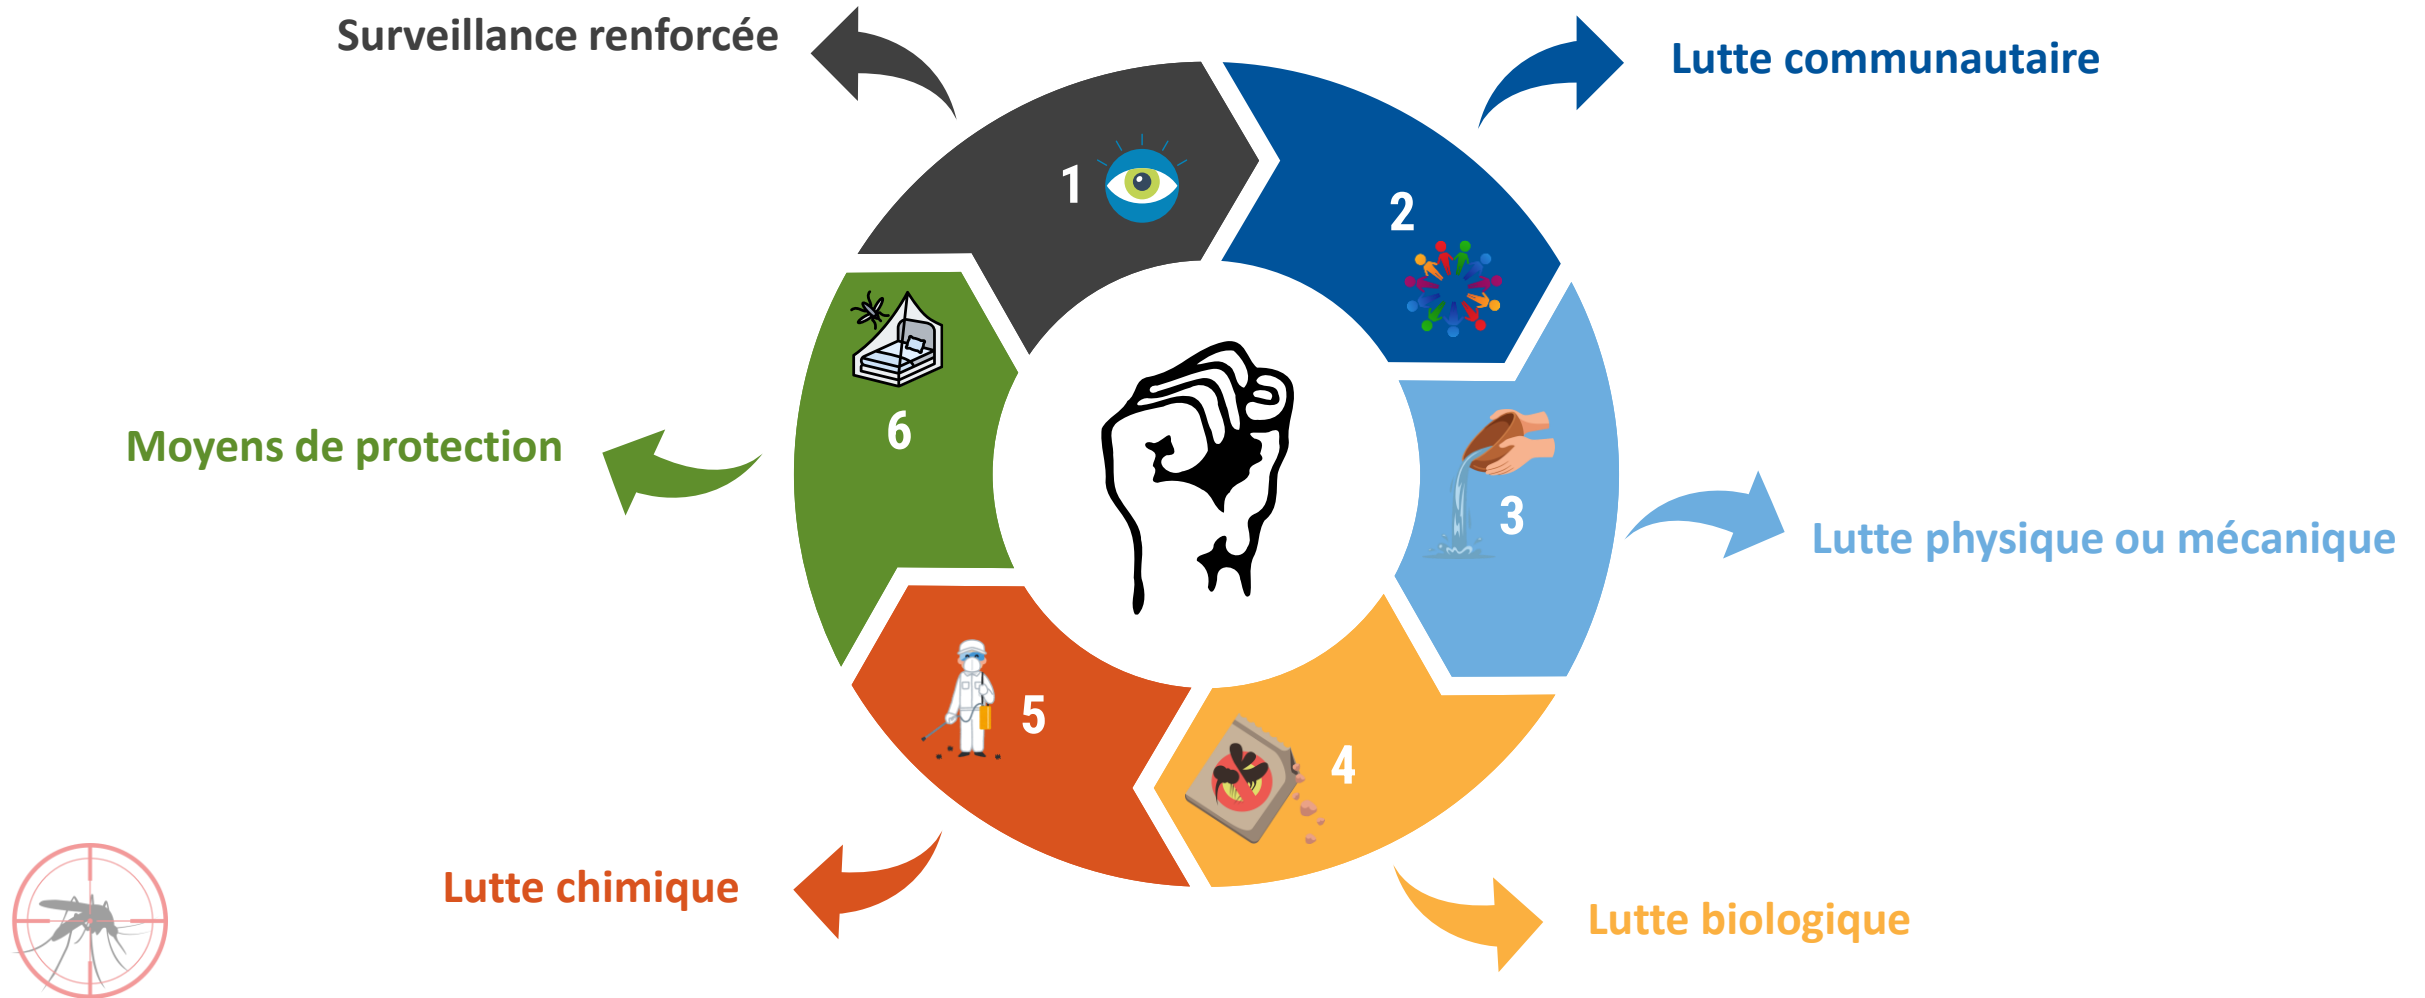 Surveillance renforcée
Lutte communautaire
1
2
Moyens de protection
6
3
Lutte physique ou mécanique
5
4
Lutte chimique
Lutte biologique